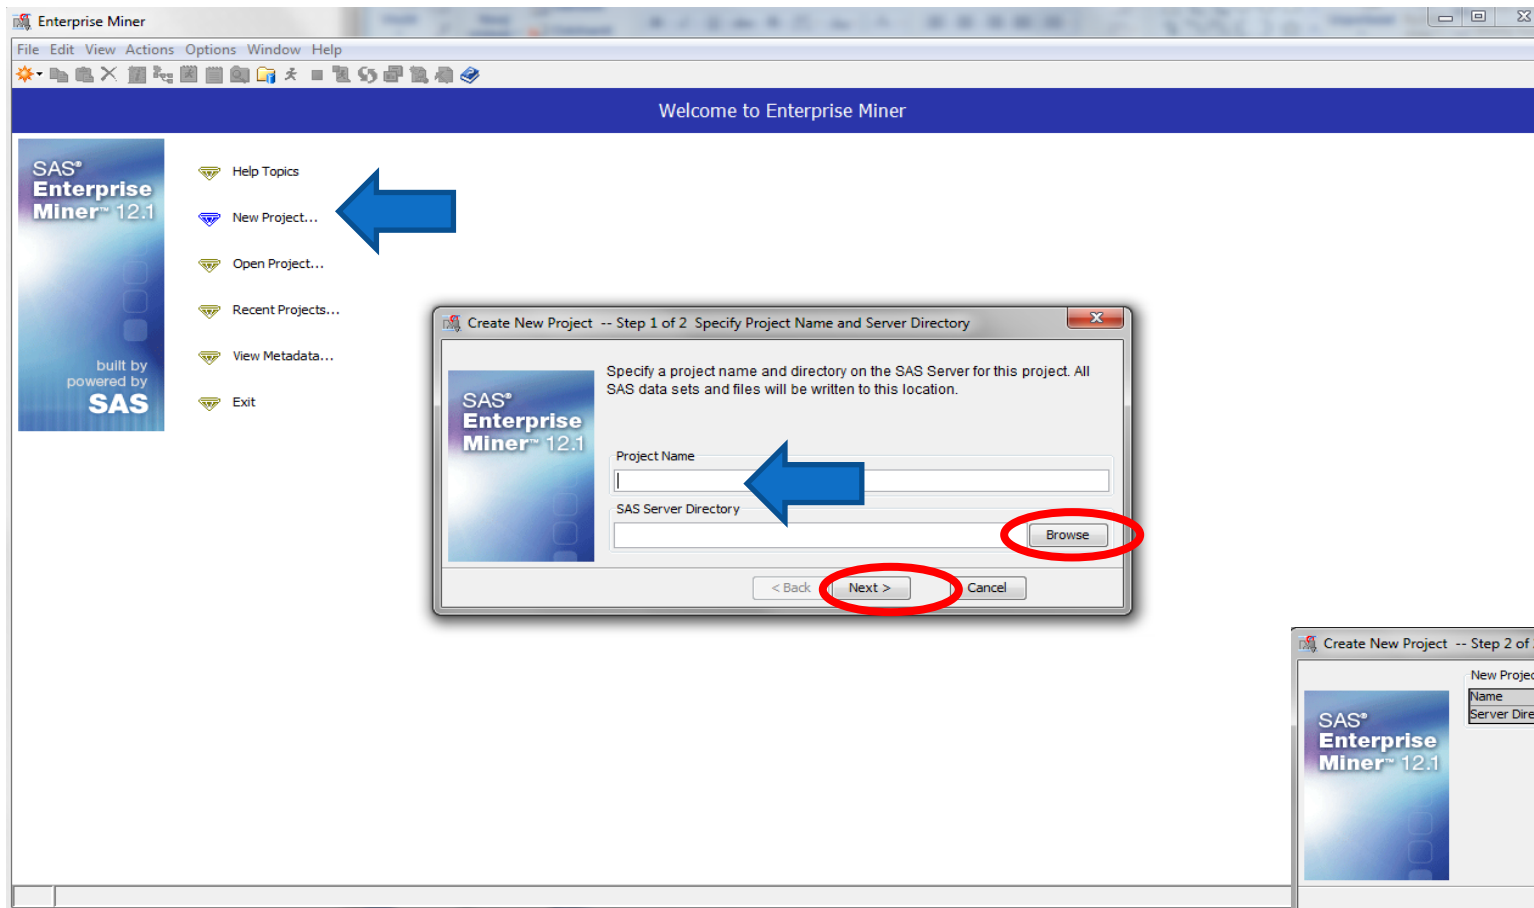 Enterprise Miner
File Edit View Actions Options Window Help
Welcome to Enterprise Miner
SAS®
Enterprise
Miner™ 12.1
built by
powered by
SAS
Help Topics
New Project...
Open Project...
Recent Projects...
View Metadata...
Exit
Create New Project -- Step 1 of 2 Specify Project Name and Server Directory
Specify a project name and directory on the SAS Server for this project. All
SAS data sets and files will be written to this location.
SAS®
Enterprise
Miner™ 12.1
Project Name
SAS Server Directory
Browse
< Back
Next >
Cancel
Create New Project -- Step 2 of
New Projec
Name
Server Dire
SAS®
Enterprise
Miner™ 12.1